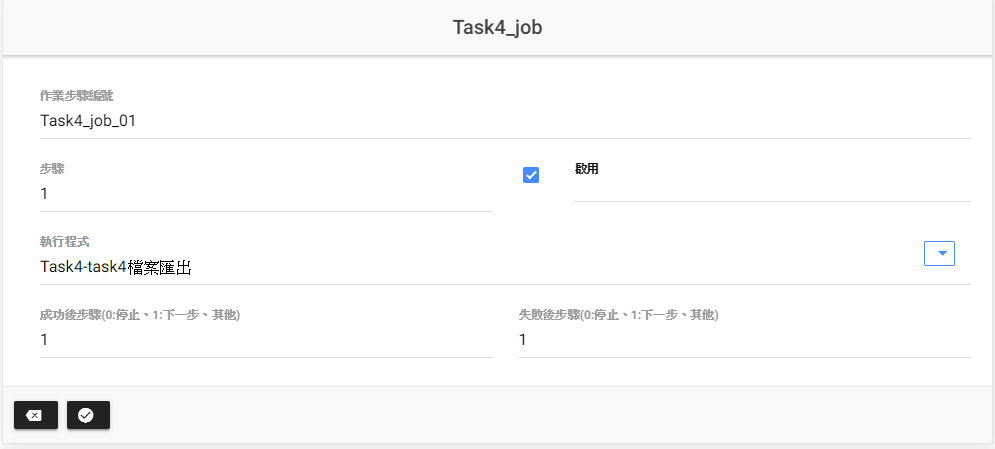 Task4_job
作業步驟編號
Task4_job_01
步驟
啟用
1
執行程式
Task4-task4檔案匯出
成功後步驟(0:停止、1:下一步、其他)
失敗後步驟(0:停止、1:下一步、其他)
1
1